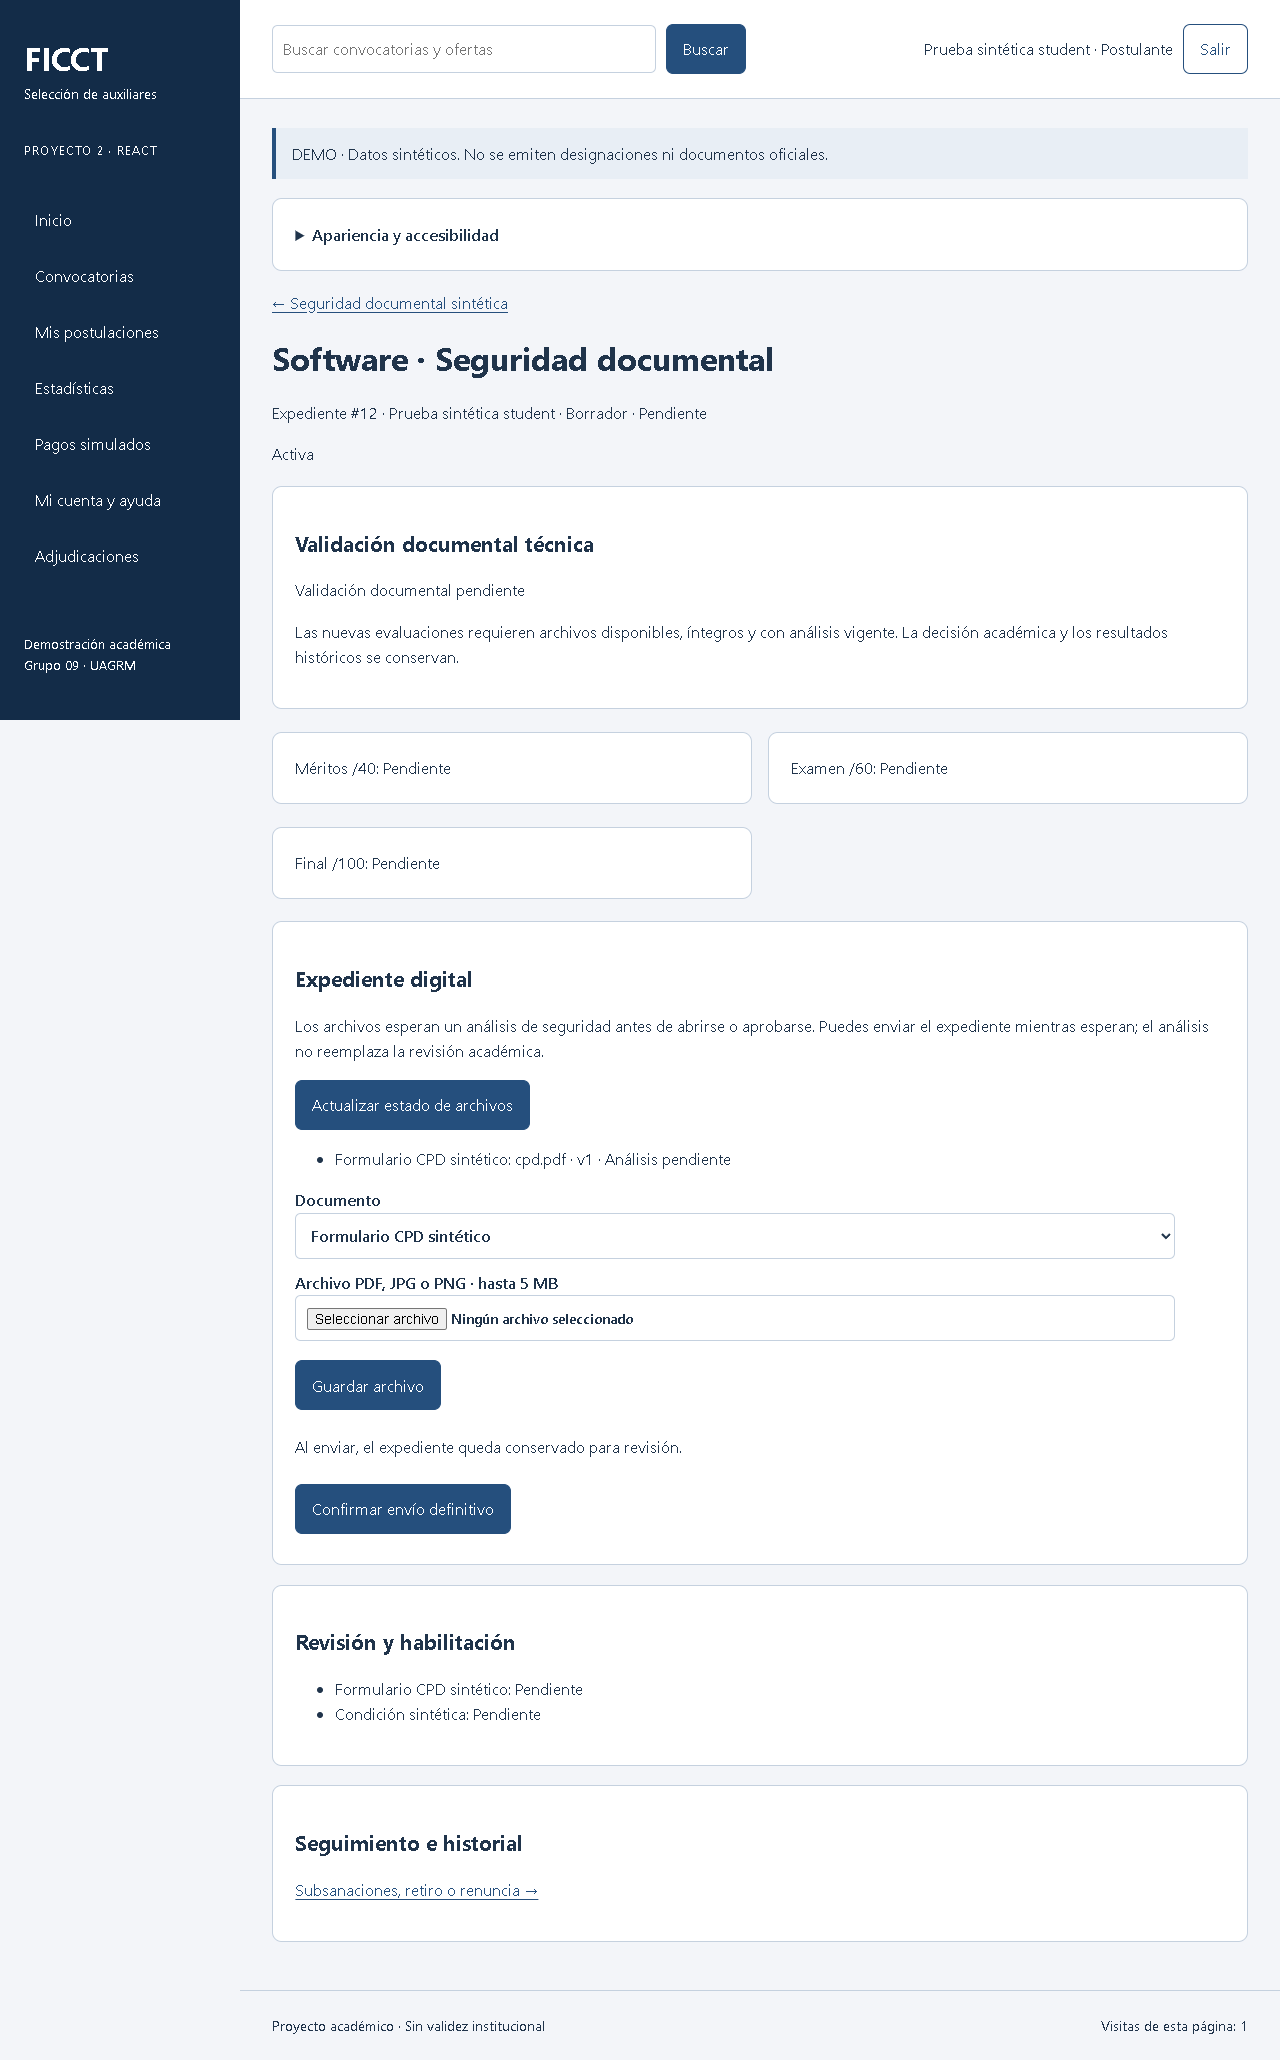 FICCT
Selección de auxiliares
PROYECTO 2 · REACT
Inicio
Convocatorias
Mis postulaciones
Estadísticas
Pagos simulados
Mi cuenta y ayuda
Adjudicaciones
Demostración académica
Grupo 09 · UAGRM
Buscar convocatorias y ofertas
Buscar
Prueba sintética student · Postulante
Salir
DEMO · Datos sintéticos. No se emiten designaciones ni documentos oficiales.
▶ Apariencia y accesibilidad
← Seguridad documental sintética
Software · Seguridad documental
Expediente #12 · Prueba sintética student · Borrador · Pendiente
Activa
Validación documental técnica
Validación documental pendiente
Las nuevas evaluaciones requieren archivos disponibles, íntegros y con análisis vigente. La decisión académica y los resultados
históricos se conservan.
Méritos /40: Pendiente
Examen /60: Pendiente
Final /100: Pendiente
Expediente digital
Los archivos esperan un análisis de seguridad antes de abrirse o aprobarse. Puedes enviar el expediente mientras esperan; el análisis
no reemplaza la revisión académica.
Actualizar estado de archivos
• Formulario CPD sintético: cpd.pdf · v1 · Análisis pendiente
Documento
Formulario CPD sintético
Archivo PDF, JPG o PNG · hasta 5 MB
Seleccionar archivo Ningún archivo seleccionado
Guardar archivo
Al enviar, el expediente queda conservado para revisión.
Confirmar envío definitivo
Revisión y habilitación
• Formulario CPD sintético: Pendiente
• Condición sintética: Pendiente
Seguimiento e historial
Subsanaciones, retiro o renuncia →
Proyecto académico · Sin validez institucional
Visitas de esta página: 1